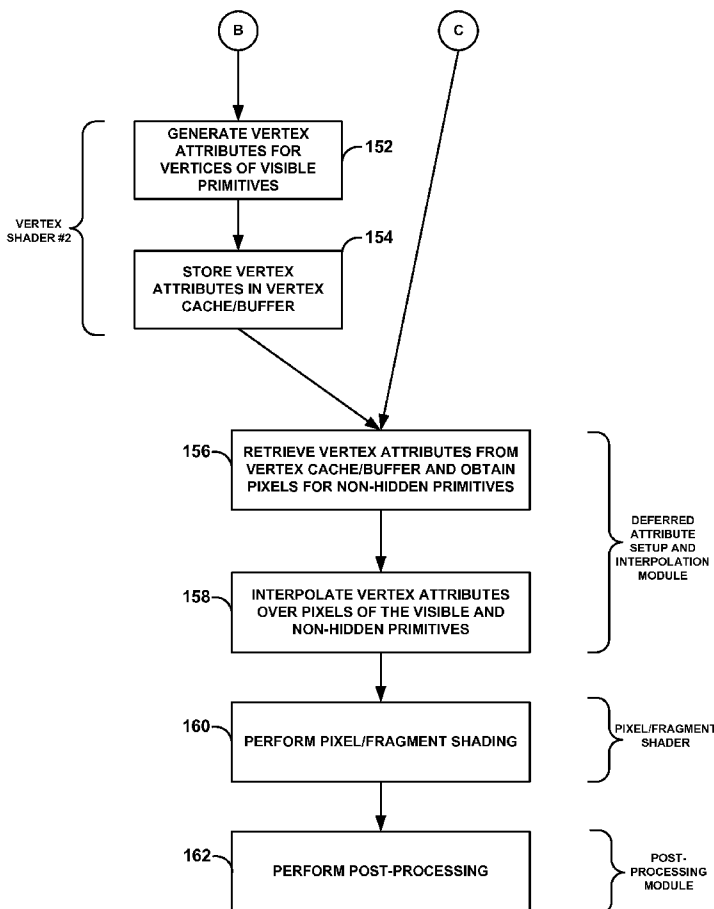 B
C
GENERATE VERTEX
ATTRIBUTES FOR
VERTICES OF VISIBLE
PRIMITIVES
152
VERTEX
SHADER #2
154
STORE VERTEX
ATTRIBUTES IN VERTEX
CACHE/BUFFER
156
RETRIEVE VERTEX ATTRIBUTES FROM
VERTEX CACHE/BUFFER AND OBTAIN
PIXELS FOR NON-HIDDEN PRIMITIVES
DEFERRED
ATTRIBUTE
SETUP AND
INTERPOLATION
MODULE
158
INTERPOLATE VERTEX ATTRIBUTES
OVER PIXELS OF THE VISIBLE AND
NON-HIDDEN PRIMITIVES
160
PERFORM PIXEL/FRAGMENT SHADING
PIXEL/FRAGMENT
SHADER
162
PERFORM POST-PROCESSING
POST-
PROCESSING
MODULE